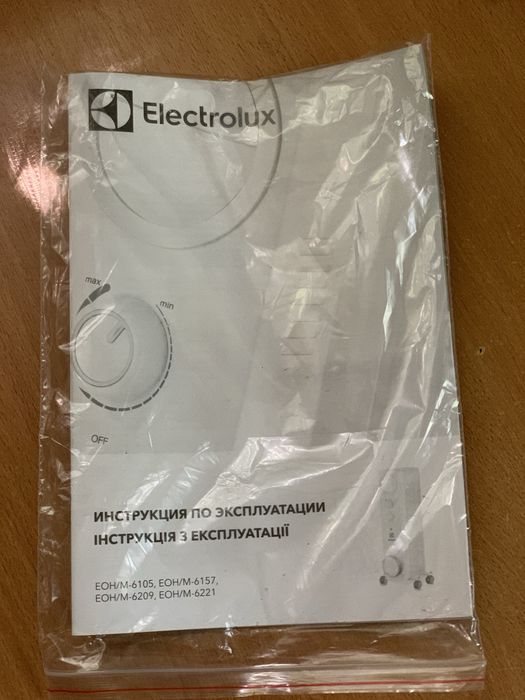 Electrolux
max
min
OFF
ИНСТРУКЦИЯ ПО ЭКСПЛУАТАЦИИ
ІНСТРУКЦІЯ З ЕКСПЛУАТАЦІЇ
EOH/M-6105, EOH/M-6157,
EOH/M-6209, EOH/M-6221